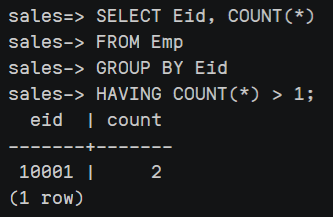 sales=> SELECT Eid, COUNT(*)
sales-> FROM Emp
sales-> GROUP BY Eid
sales-> HAVING COUNT(*) > 1;
  eid  | count
-------+-------
 10001 |     2
(1 row)